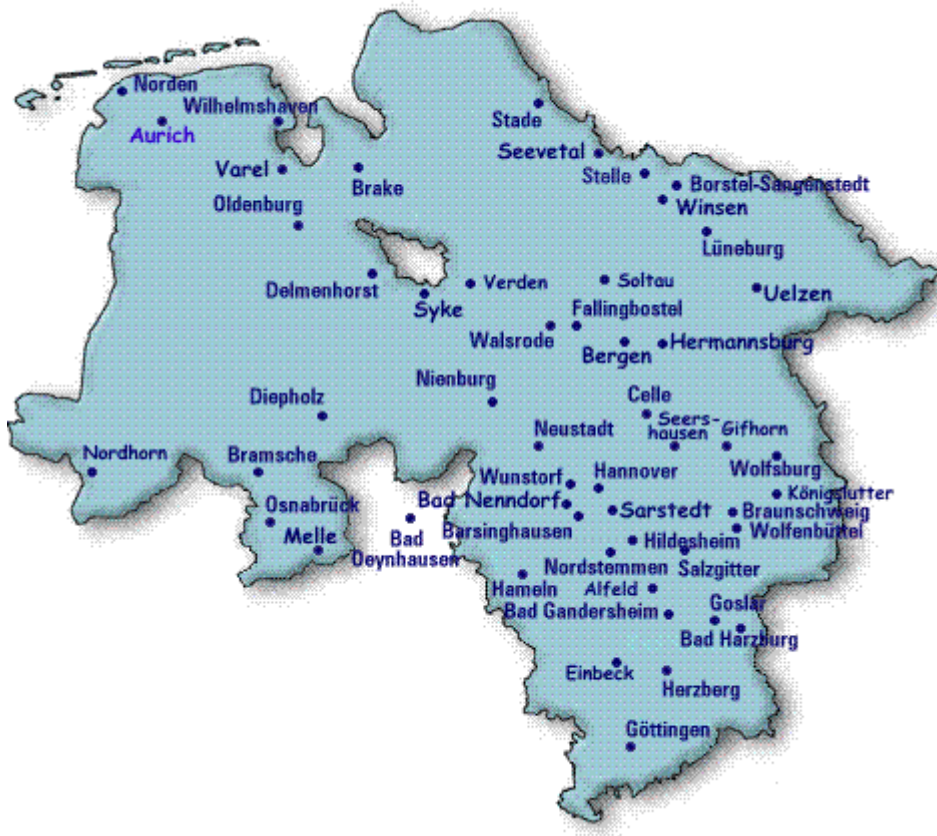 Norden
Wilhelmshaven
Aurich
Stade
Seevetal
Varel
Brake
Stelle
Borstel-Sangenstedt
Oldenburg
Winsen
Lüneburg
Delmenhorst
Verden
Soltau
Syke
Uelzen
Fallingbostel
Walsrode
Bergen
Hermannsburg
Nienburg
Diepholz
Celle
Seers-
hausen
Gifhorn
Neustadt
Nordhorn
Bramsche
Wunstorf
Hannover
Wolfsburg
Königslutter
Bad Nenndorf
Osnabrück
Sarstedt
Braunschweig
Barsinghausen
Wolfenbüttel
Melle
Bad
Oeynhausen
Hildesheim
Nordstemmen
Salzgitter
Hameln
Alfeld
Bad Gandersheim
Goslar
Bad Harzburg
Einbeck
Herzberg
Göttingen